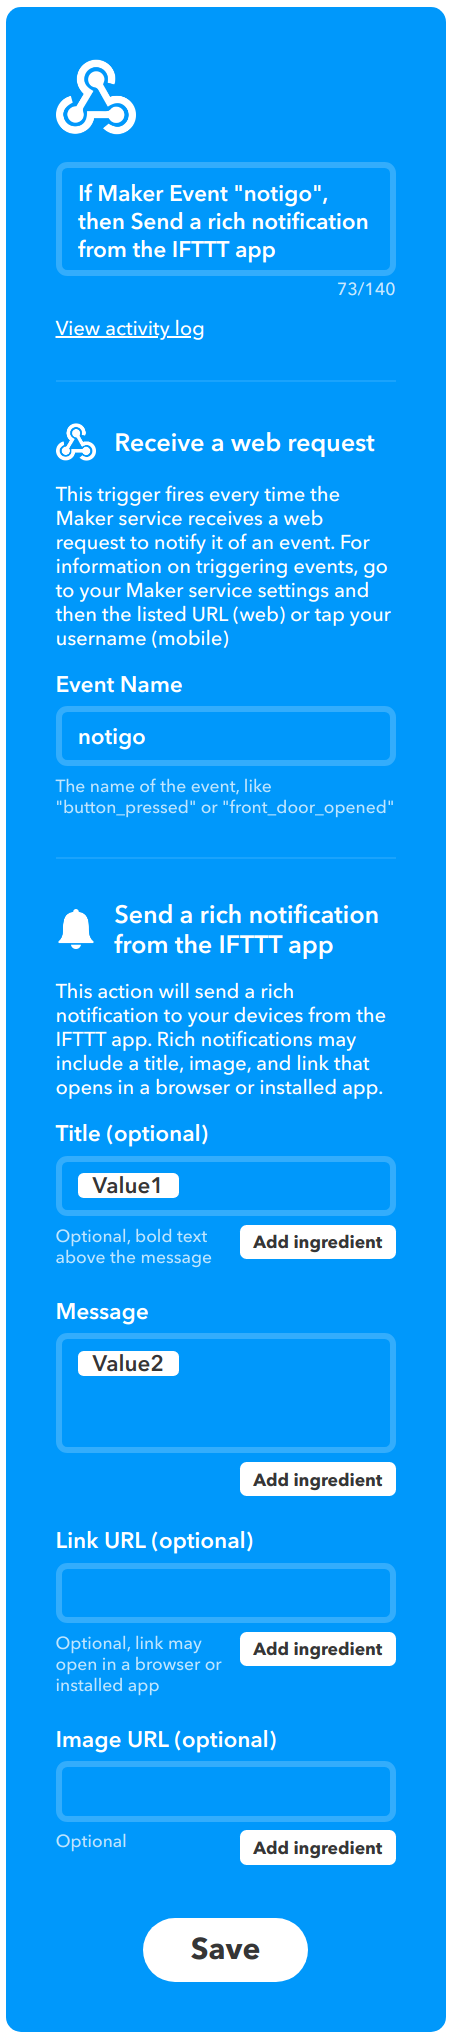 If Maker Event "notigo",
then Send a rich notification
from the IFTTT app
73/140
View activity log
Receive a web request
This trigger fires every time the
Maker service receives a web
request to notify it of an event. For
information on triggering events, go
to your Maker service settings and
then the listed URL (web) or tap your
username (mobile)
Event Name
notigo
The name of the event, like
"button_pressed" or "front_door_opened"
Send a rich notification
from the IFTTT app
This action will send a rich
notification to your devices from the
IFTTT app. Rich notifications may
include a title, image, and link that
opens in a browser or installed app.
Title (optional)
Value1
Optional, bold text
above the message
Add ingredient
Message
Value2
Add ingredient
Link URL (optional)
Optional, link may
open in a browser or
installed app
Add ingredient
Image URL (optional)
Optional
Add ingredient
Save